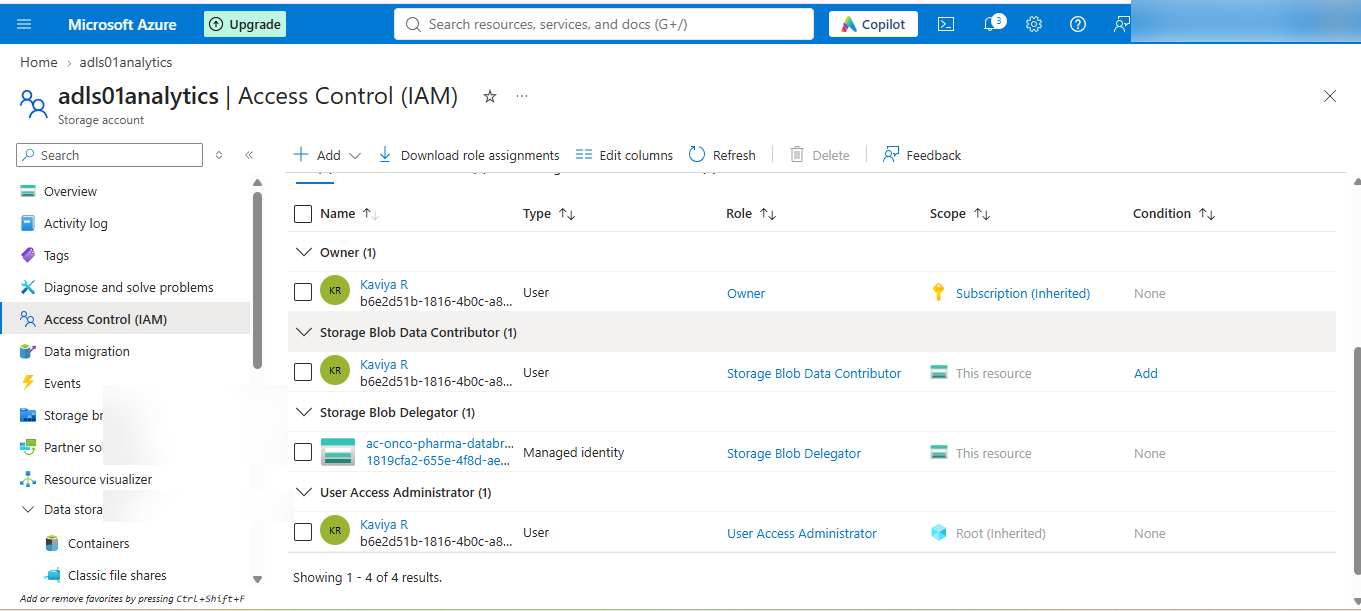 Microsoft Azure
Upgrade
Search resources, services, and docs (G+/)
Copilot
3
Home > adls01analytics
adls01analytics | Access Control (IAM)
Storage account
Search
Add
Download role assignments
Edit columns
Refresh
Delete
Feedback
Overview
Activity log
Tags
Diagnose and solve problems
Access Control (IAM)
Data migration
Events
Storage br
Partner so
Resource visualizer
Data stora
Containers
Classic file shares
Add or remove favorites by pressing Ctrl+Shift+F
Name Type Role Scope Condition
Owner (1)
KR Kaviya R
b6e2d51b-1816-4b0c-a8... User Owner Subscription (Inherited) None
Storage Blob Data Contributor (1)
KR Kaviya R
b6e2d51b-1816-4b0c-a8... User Storage Blob Data Contributor This resource Add
Storage Blob Delegator (1)
ac-onco-pharma-databr...
1819cfa2-655e-4f8d-ae... Managed identity Storage Blob Delegator This resource None
User Access Administrator (1)
KR Kaviya R
b6e2d51b-1816-4b0c-a8... User User Access Administrator Root (Inherited) None
Showing 1 - 4 of 4 results.